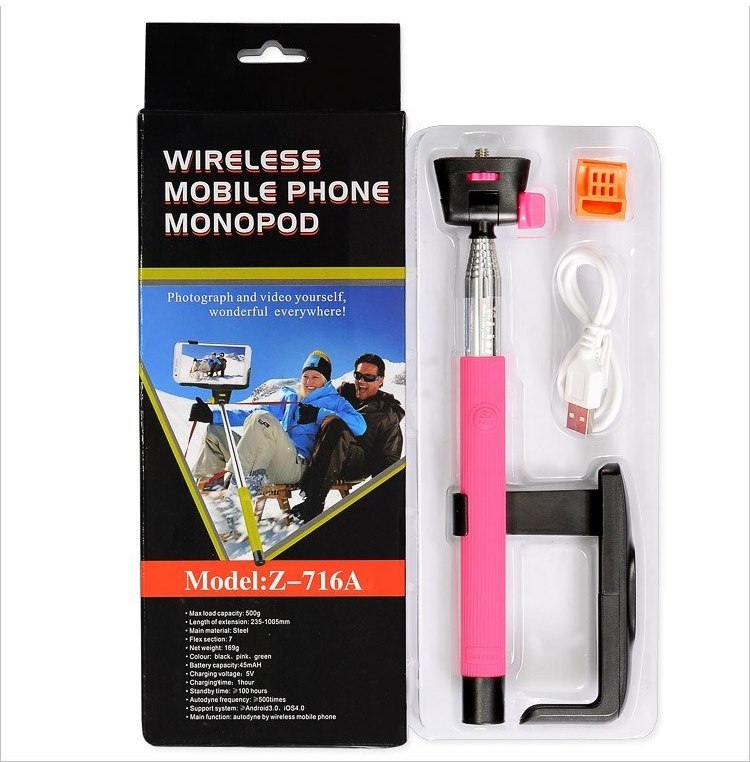 WIRELESS
MOBILE PHONE
MONOPOD
Photograph and video yourself,
wonderful everywhere!
Model:Z-716A
• Max load capacity: 500g
• Length of extension: 235-1005mm
• Main material: Steel
• Flex section: 7
• Net weight: 169g
• Colour: black、pink、green
• Battery capacity:45mAH
• Charging voltage: 5V
• Chargingtime: 1hour
• Standby time: ≥100 hours
• Autodyne frequency: ≥500times
• Support system: ≥Android3.0、iOS4.0
• Main function: autodyne by wireless mobile phone